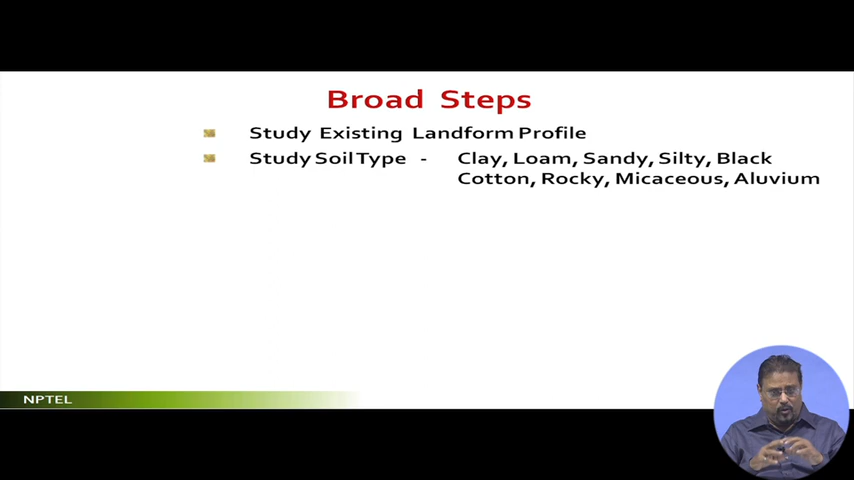 Broad Steps
Study Existing Landform Profile
Study Soil Type - Clay, Loam, Sandy, Silty, Black
Cotton, Rocky, Micaceous, Aluvium
NPTEL